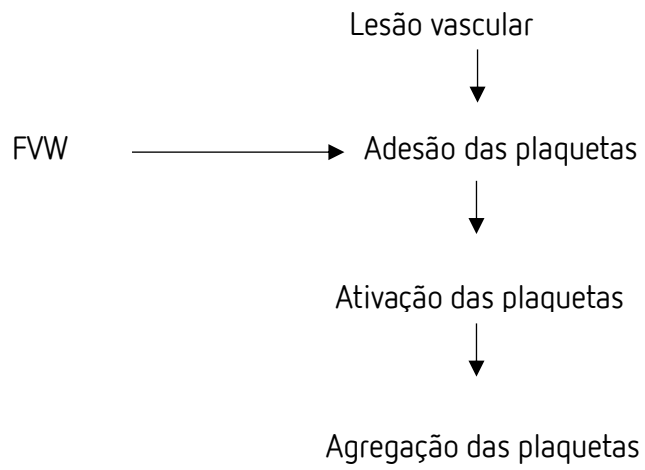 Lesão vascular
FVW
Adesão das plaquetas
Ativação das plaquetas
Agregação das plaquetas